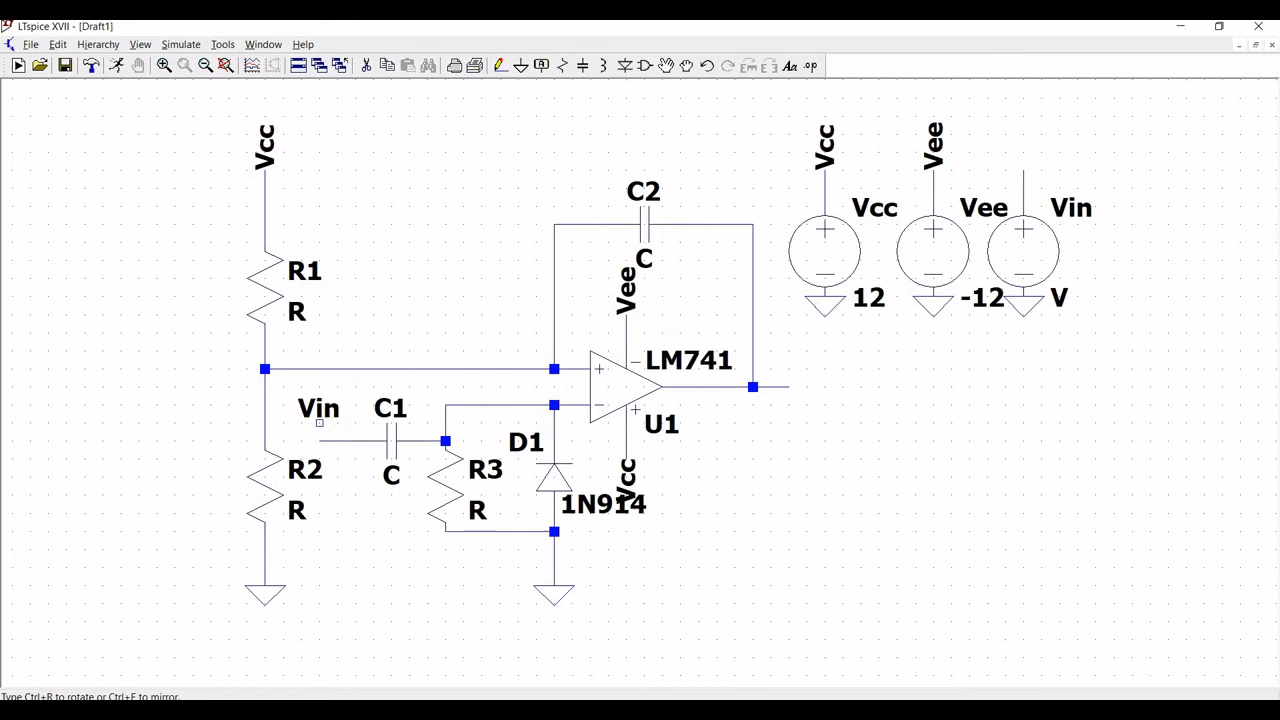 LTspice XVII - [Draft1]
File Edit Hierarchy View Simulate Tools Window Help
Aa .op
Vcc
Vcc
Vee
C2
Vcc
Vee
Vin
C
R1
Vee
12
-12
V
R
LM741
Vin
C1
U1
D1
R2
C
R3
Vcc
R
R
1N914
Type Ctrl+R to rotate or Ctrl+E to mirror.